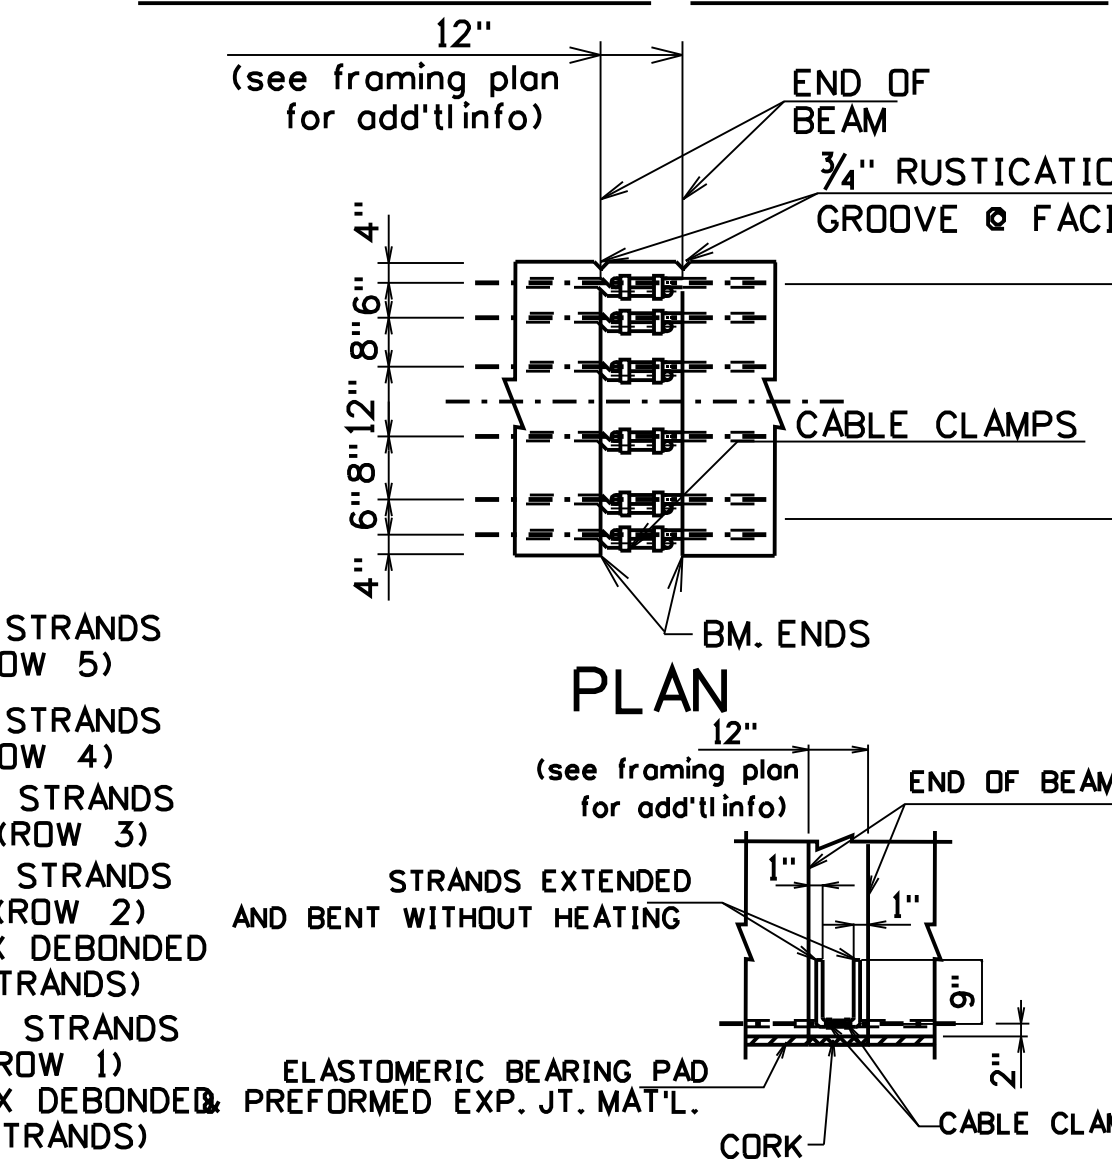 12"
(see framing plan
for add'tl info)
END OF
BEAM
3/4" RUSTICATIO
GROOVE @ FACI
4"
6"
8"
12"
8"
6"
4"
CABLE CLAMPS
BM. ENDS
PLAN
STRANDS
OW 5)
STRANDS
OW 4)
STRANDS
(ROW 3)
STRANDS
(ROW 2)
X DEBONDED
TRANDS)
STRANDS
ROW 1)
X DEBONDED
STRANDS)
12"
(see framing plan
for add'tl info)
END OF BEAM
1"
STRANDS EXTENDED
AND BENT WITHOUT HEATING
1"
9"
2"
ELASTOMERIC BEARING PAD
& PREFORMED EXP. JT. MAT'L.
CORK
CABLE CLAM